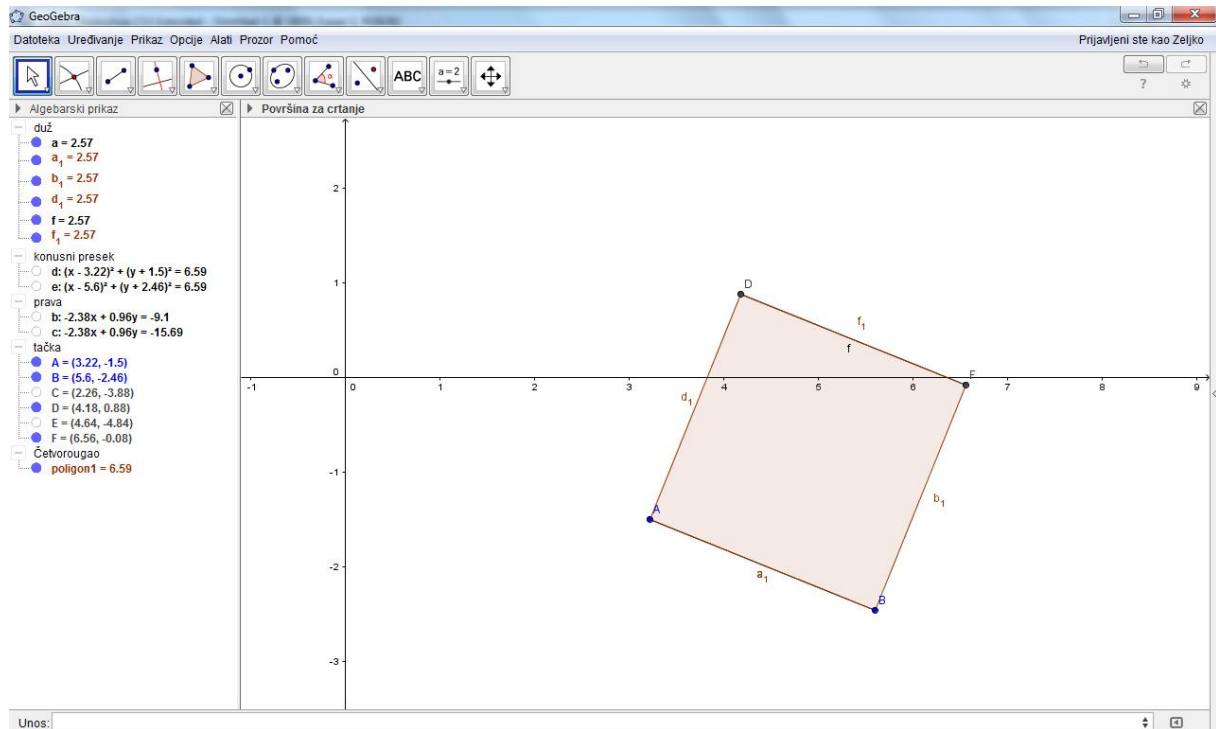 GeoGebra
Datoteka Uređivanje Prikaz Opcije Alati Prozor Pomoć
Prijavljeni ste kao Zeljko
ABC
a=2
α
?
Algebarski prikaz
Površina za crtanje
duž
a = 2.57
a₁ = 2.57
b₁ = 2.57
d₁ = 2.57
f = 2.57
f₁ = 2.57
konusni presek
d: (x - 3.22)² + (y + 1.5)² = 6.59
e: (x - 5.6)² + (y + 2.46)² = 6.59
prava
b: -2.38x + 0.96y = -9.1
c: -2.38x + 0.96y = -15.69
tačka
A = (3.22, -1.5)
B = (5.6, -2.46)
C = (2.26, -3.88)
D = (4.18, 0.88)
E = (4.64, -4.84)
F = (6.56, -0.08)
Četvorougao
poligon1 = 6.59
2
1
D
f₁
f
0
F
-1 0 1 2 3 4 5 6 7 8 9
d₁
-1
b₁
A
-2
a₁
B
-3
Unos: